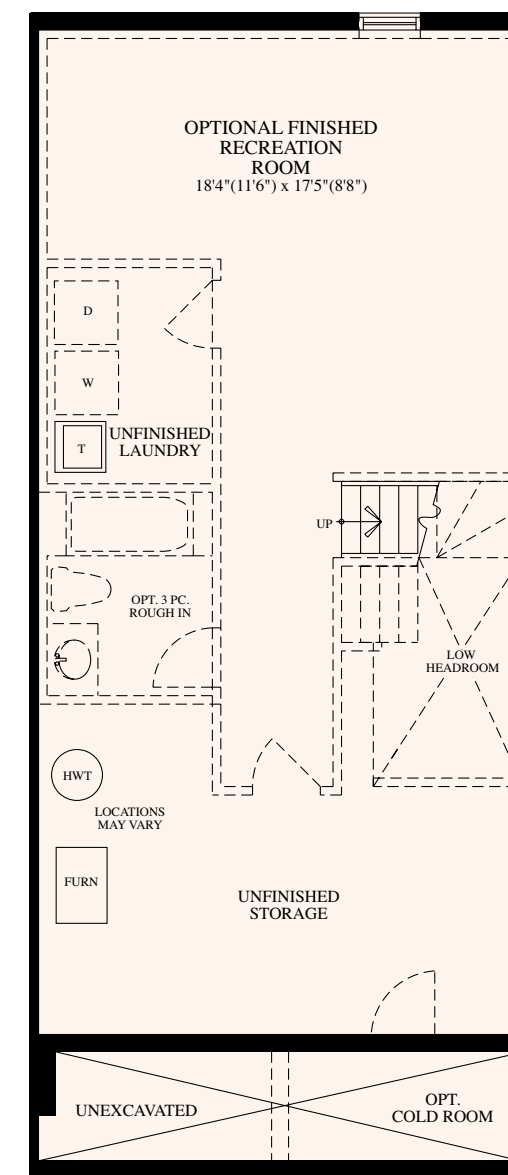 OPTIONAL FINISHED
RECREATION
ROOM
18'4"(11'6") x 17'5"(8'8")
D
W
T
UNFINISHED
LAUNDRY
UP
OPT. 3 PC.
ROUGH IN
LOW
HEADROOM
HWT
LOCATIONS
MAY VARY
FURN
UNFINISHED
STORAGE
UNEXCAVATED
OPT.
COLD ROOM